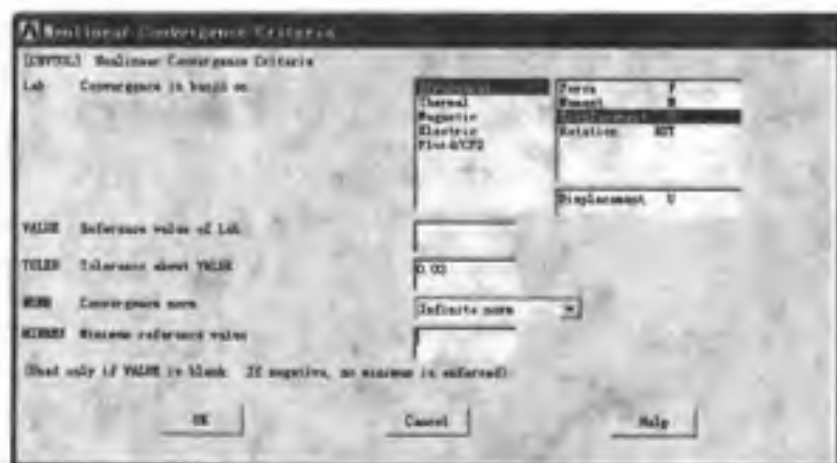 Nonlinear Convergence Criteria
[CNVTOL] Nonlinear Convergence Criteria
Lab Convergence is based on
Structural
Thermal
Magnetic
Electric
Fluid/CFD
Force F
Moment M
Displacement U
Rotation ROT
Displacement U
VALUE Reference value of Lab
TOLER Tolerance about VALUE
NORM Convergence norm
Infinite norm
MINREF Minimum reference value
(Used only if VALUE is blank. If negative, no minimum is enforced)
OK
Cancel
Help